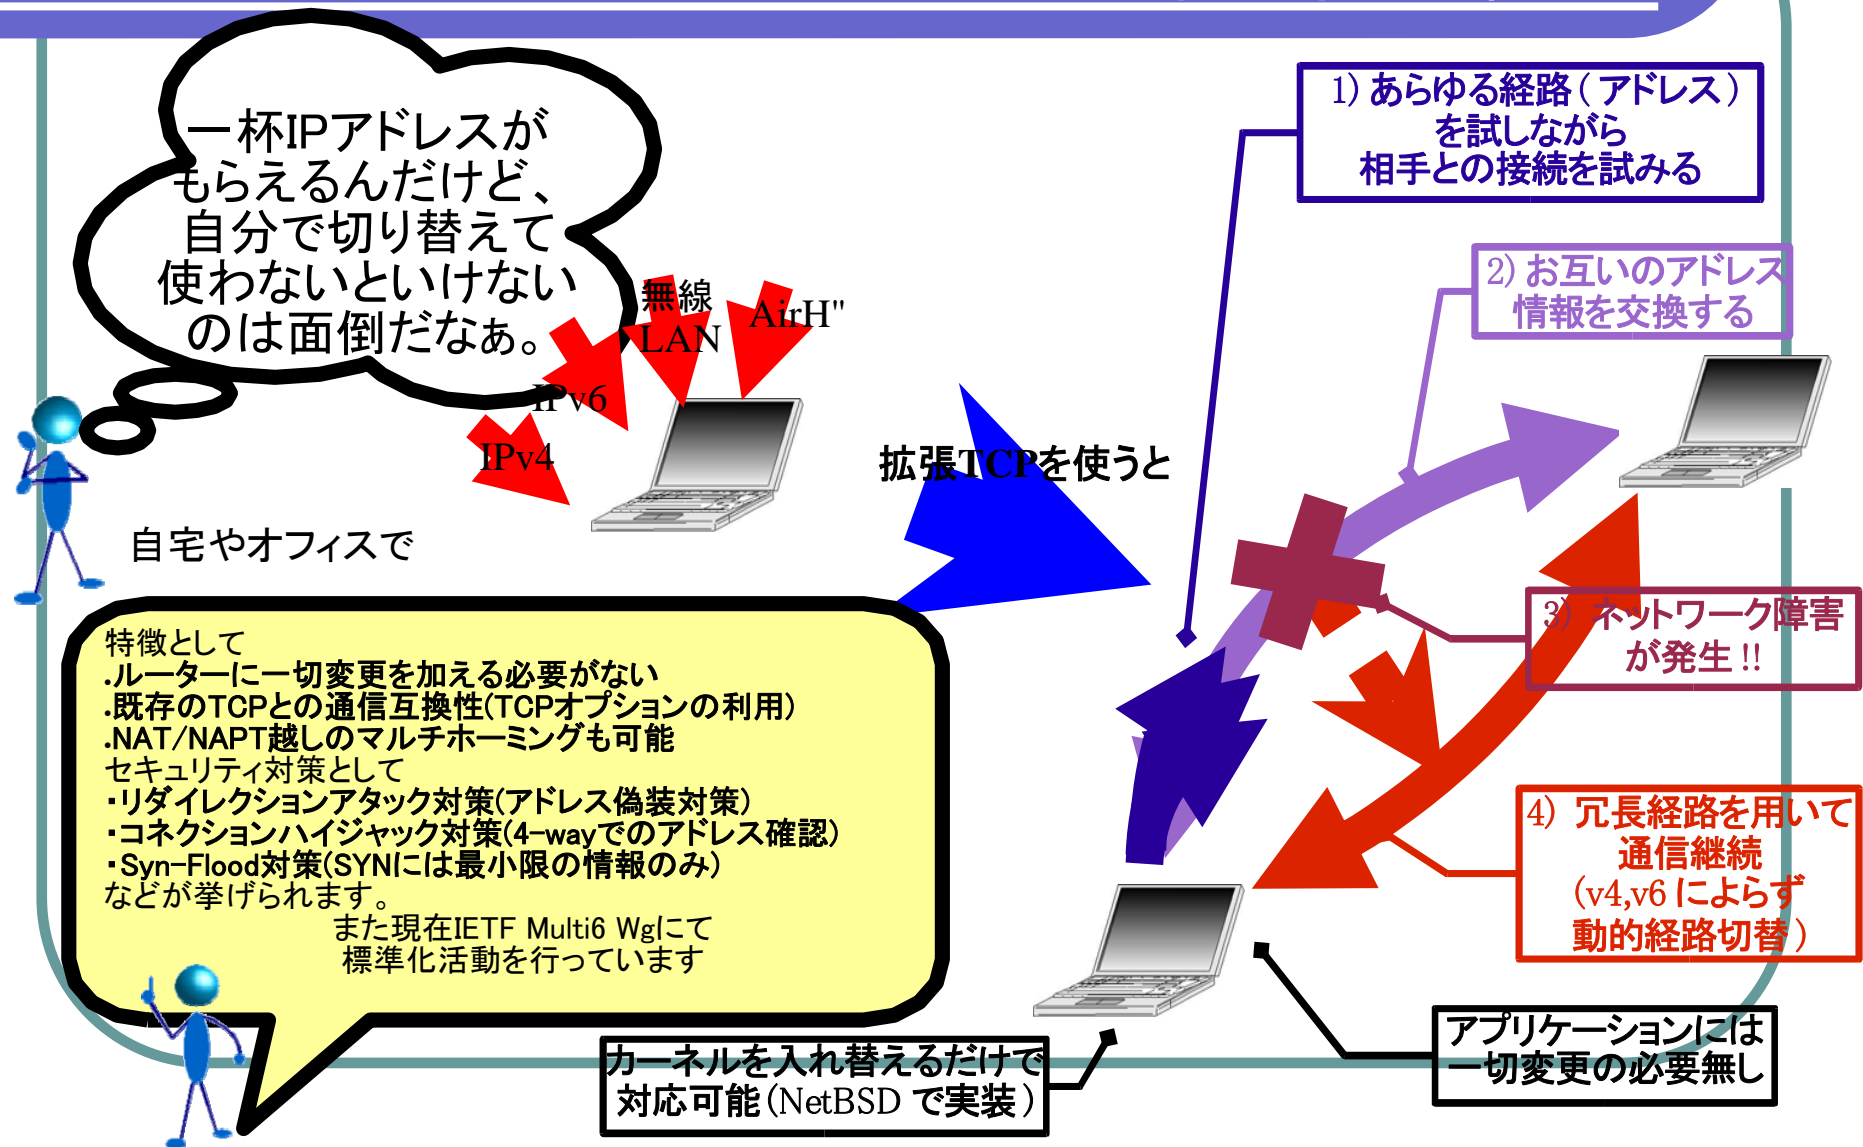 一杯IPアドレスが
もらえるんだけど、
自分で切り替えて
使わないといけない
のは面倒だなぁ。
無線
LAN
AirH"
IPv6
IPv4
自宅やオフィスで
拡張TCPを使うと
1) あらゆる経路(アドレス)
を試しながら
相手との接続を試みる
2) お互いのアドレス
情報を交換する
3) ネットワーク障害
が発生!!
4) 冗長経路を用いて
通信継続
(v4,v6 によらず
動的経路切替)
特徴として
.ルーターに一切変更を加える必要がない
.既存のTCPとの通信互換性(TCPオプションの利用)
.NAT/NAPT越しのマルチホーミングも可能
セキュリティ対策として
・リダイレクションアタック対策(アドレス偽装対策)
・コネクションハイジャック対策(4-wayでのアドレス確認)
・Syn-Flood対策(SYNには最小限の情報のみ)
などが挙げられます。
また現在IETF Multi6 Wgにて
標準化活動を行っています
カーネルを入れ替えるだけで
対応可能(NetBSD で実装)
アプリケーションには
一切変更の必要無し